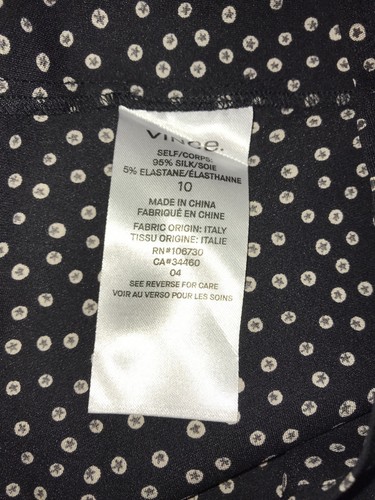 VINCE.
SELF/CORPS:
95% SILK/SOIE
5% ELASTANE/ÉLASTHANNE
10
MADE IN CHINA
FABRIQUÉ EN CHINE
FABRIC ORIGIN: ITALY
TISSU ORIGINE: ITALIE
RN#106730
CA#34460
04
SEE REVERSE FOR CARE
VOIR AU VERSO POUR LES SOINS